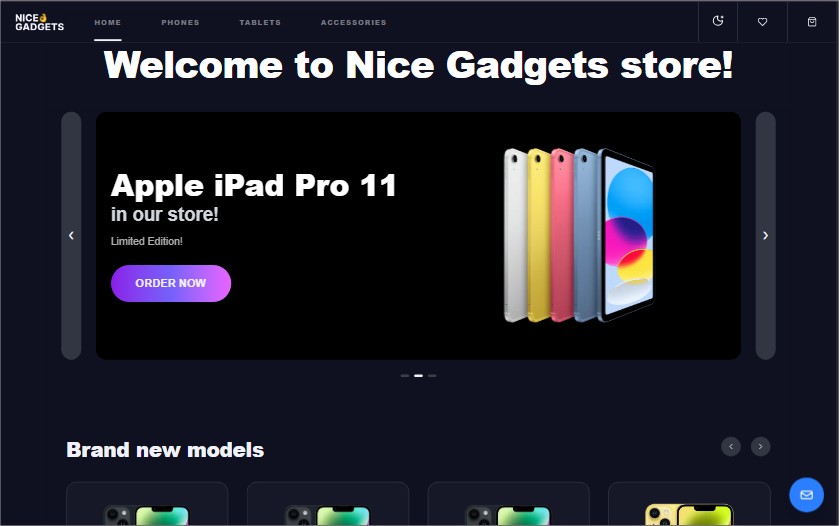 NICE
GADGETS
HOME
PHONES
TABLETS
ACCESSORIES
Welcome to Nice Gadgets store!
Apple iPad Pro 11
in our store!
Limited Edition!
ORDER NOW
Brand new models